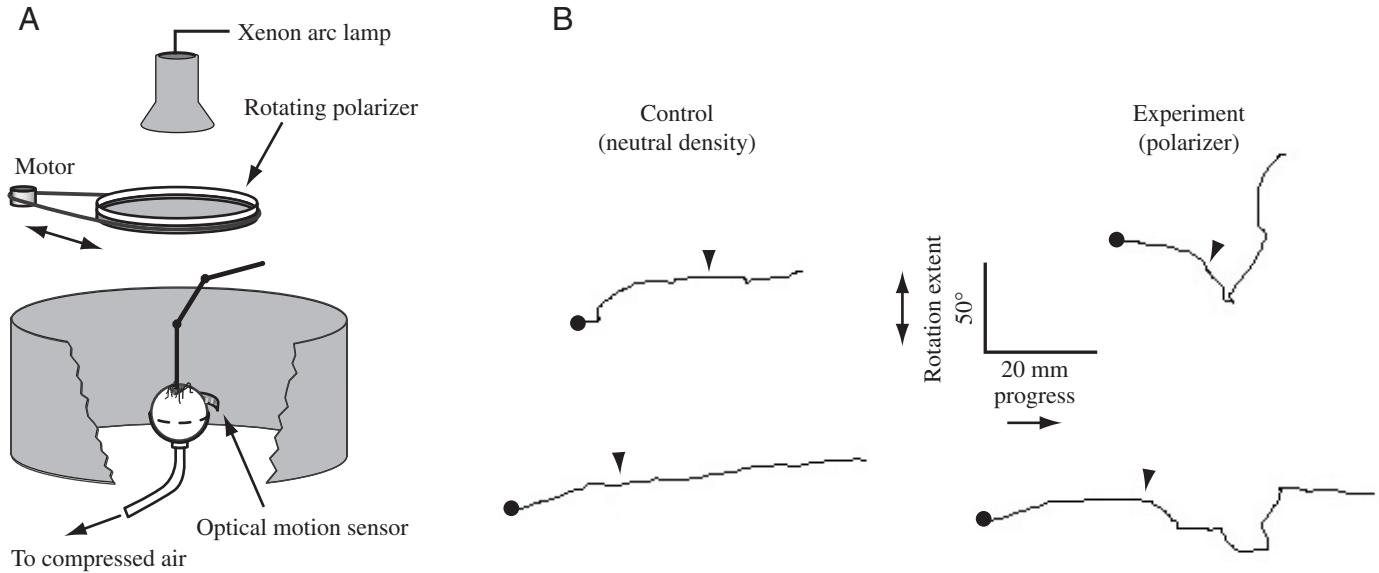 A
Xenon arc lamp
Rotating polarizer
Motor
Optical motion sensor
To compressed air
B
Control
(neutral density)
Experiment
(polarizer)
Rotation extent
50°
20 mm
progress